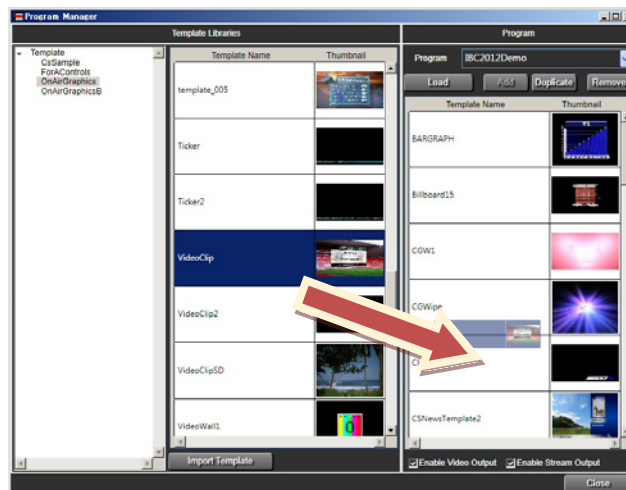 Program Manager
Template Libraries
Program
Template
CsSample
ForAControls
OnAirGraphics
OnAirGraphicsB
Template Name Thumbnail
template_005
Ticker
Ticker2
VideoClip
VideoClip2
VideoClipSD
VideoWall1
Import Template
Program IBC2012Demo
Load Add Duplicate Remove
Template Name Thumbnail
BARGRAPH
Billboard15
CGW1
CGWipe
CSNewsTemplate2
Enable Video Output Enable Stream Output
Close